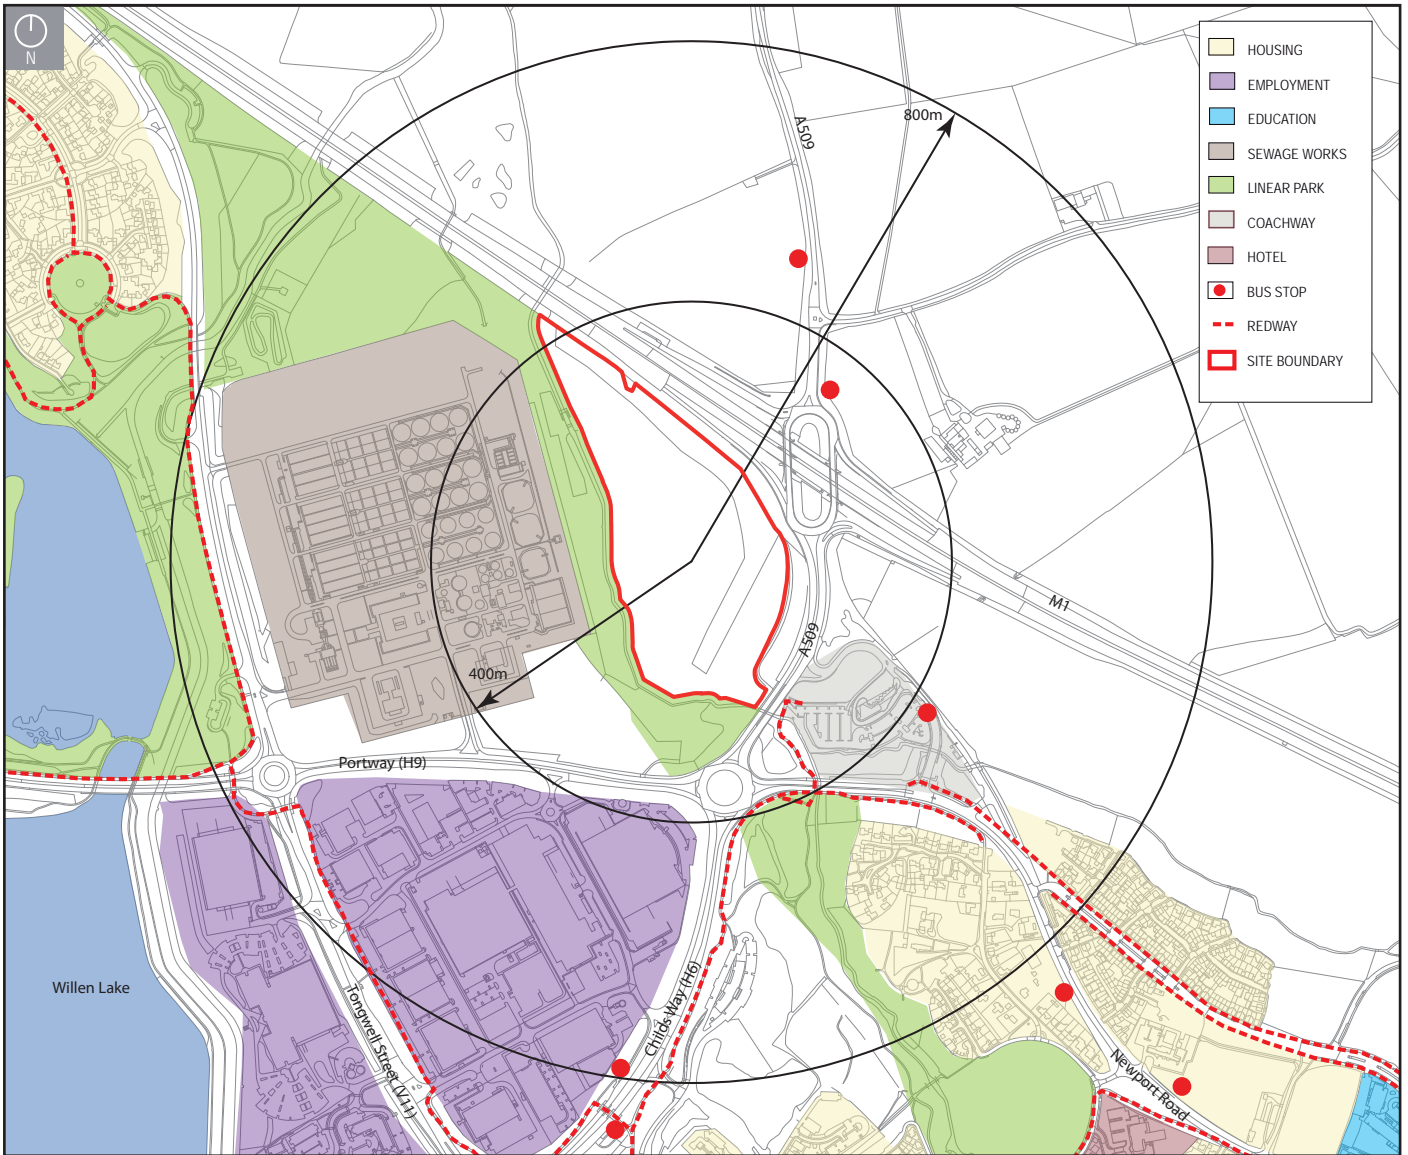 N
HOUSING
EMPLOYMENT
EDUCATION
SEWAGE WORKS
LINEAR PARK
COACHWAY
HOTEL
BUS STOP
REDWAY
SITE BOUNDARY
800m
A509
M1
A509
400m
Portway (H9)
Willen Lake
Tongwell Street (V11)
Childs Way (H6)
Newport Road